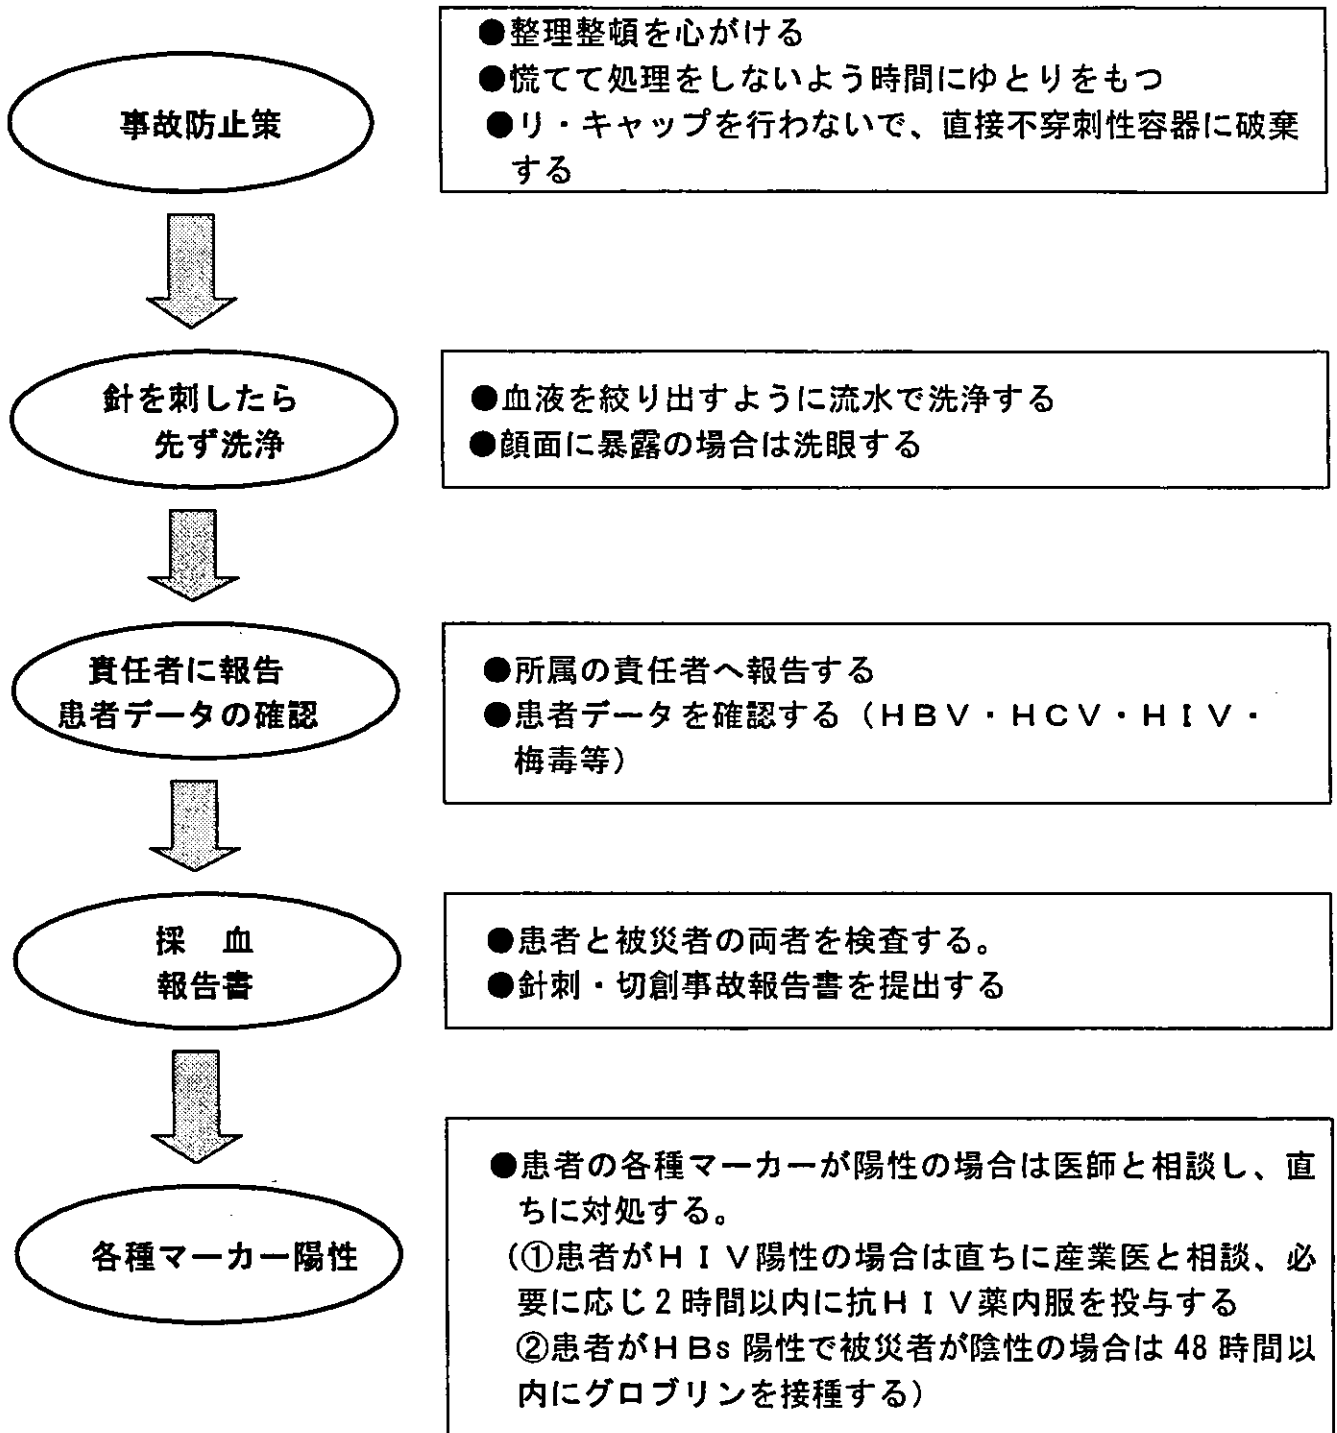 事故防止策
●整理整頓を心がける
●慌てて処理をしないよう時間にゆとりをもつ
●リ・キャップを行わないで、直接不穿刺性容器に破棄
する
針を刺したら
先ず洗浄
●血液を絞り出すように流水で洗浄する
●顔面に暴露の場合は洗眼する
責任者に報告
患者データの確認
●所属の責任者へ報告する
●患者データを確認する（ＨＢＶ・ＨＣＶ・ＨＩＶ・
梅毒等）
採　血
報告書
●患者と被災者の両者を検査する。
●針刺・切創事故報告書を提出する
各種マーカー陽性
●患者の各種マーカーが陽性の場合は医師と相談し、直
ちに対処する。
（①患者がＨＩＶ陽性の場合は直ちに産業医と相談、必
要に応じ2時間以内に抗ＨＩＶ薬内服を投与する
②患者がＨＢs陽性で被災者が陰性の場合は48時間以
内にグロブリンを接種する）